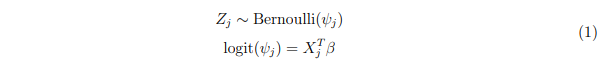 Z_j ∼ Bernoulli(ψ_j)
(1)
logit(ψ_j) = X_j^T β